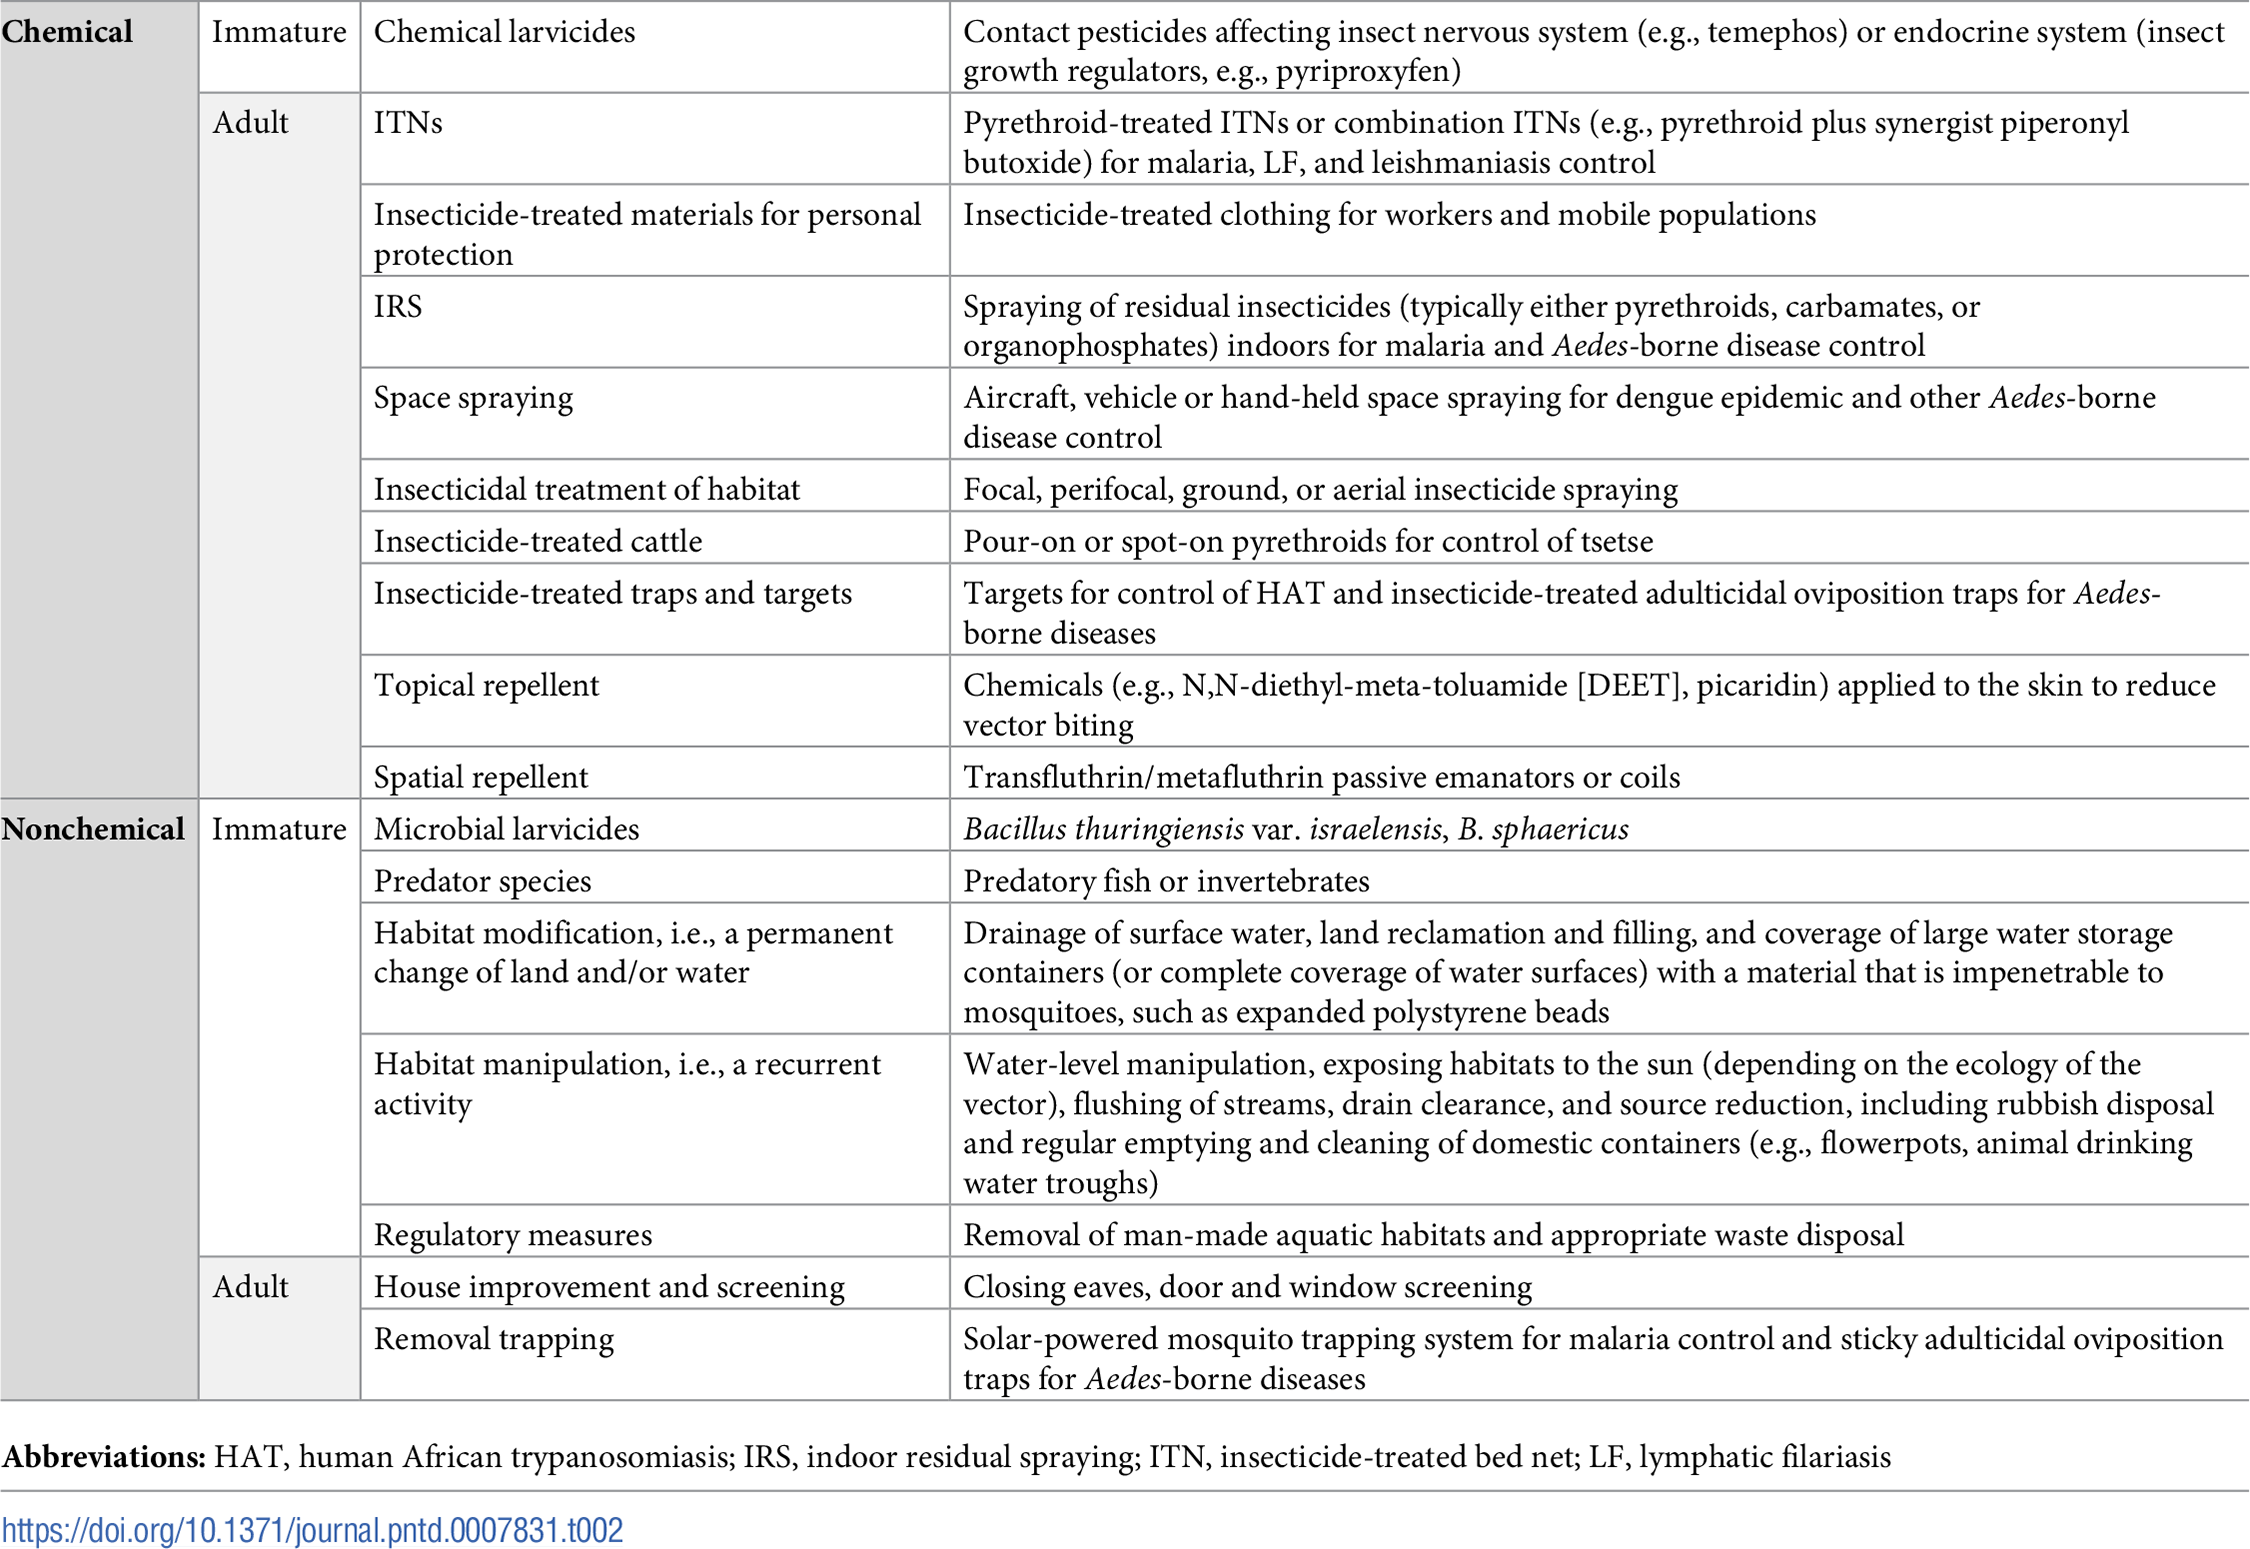 Chemical
Immature
Chemical larvicides
Contact pesticides affecting insect nervous system (e.g., temephos) or endocrine system (insect
growth regulators, e.g., pyriproxyfen)
Adult
ITNs
Pyrethroid-treated ITNs or combination ITNs (e.g., pyrethroid plus synergist piperonyl
butoxide) for malaria, LF, and leishmaniasis control
Insecticide-treated materials for personal
protection
Insecticide-treated clothing for workers and mobile populations
IRS
Spraying of residual insecticides (typically either pyrethroids, carbamates, or
organophosphates) indoors for malaria and Aedes-borne disease control
Space spraying
Aircraft, vehicle or hand-held space spraying for dengue epidemic and other Aedes-borne
disease control
Insecticidal treatment of habitat
Focal, perifocal, ground, or aerial insecticide spraying
Insecticide-treated cattle
Pour-on or spot-on pyrethroids for control of tsetse
Insecticide-treated traps and targets
Targets for control of HAT and insecticide-treated adulticidal oviposition traps for Aedes-
borne diseases
Topical repellent
Chemicals (e.g., N,N-diethyl-meta-toluamide [DEET], picaridin) applied to the skin to reduce
vector biting
Spatial repellent
Transfluthrin/metafluthrin passive emanators or coils
Nonchemical
Immature
Microbial larvicides
Bacillus thuringiensis var. israelensis, B. sphaericus
Predator species
Predatory fish or invertebrates
Habitat modification, i.e., a permanent
change of land and/or water
Drainage of surface water, land reclamation and filling, and coverage of large water storage
containers (or complete coverage of water surfaces) with a material that is impenetrable to
mosquitoes, such as expanded polystyrene beads
Habitat manipulation, i.e., a recurrent
activity
Water-level manipulation, exposing habitats to the sun (depending on the ecology of the
vector), flushing of streams, drain clearance, and source reduction, including rubbish disposal
and regular emptying and cleaning of domestic containers (e.g., flowerpots, animal drinking
water troughs)
Regulatory measures
Removal of man-made aquatic habitats and appropriate waste disposal
Adult
House improvement and screening
Closing eaves, door and window screening
Removal trapping
Solar-powered mosquito trapping system for malaria control and sticky adulticidal oviposition
traps for Aedes-borne diseases
Abbreviations: HAT, human African trypanosomiasis; IRS, indoor residual spraying; ITN, insecticide-treated bed net; LF, lymphatic filariasis
https://doi.org/10.1371/journal.pntd.0007831.t002